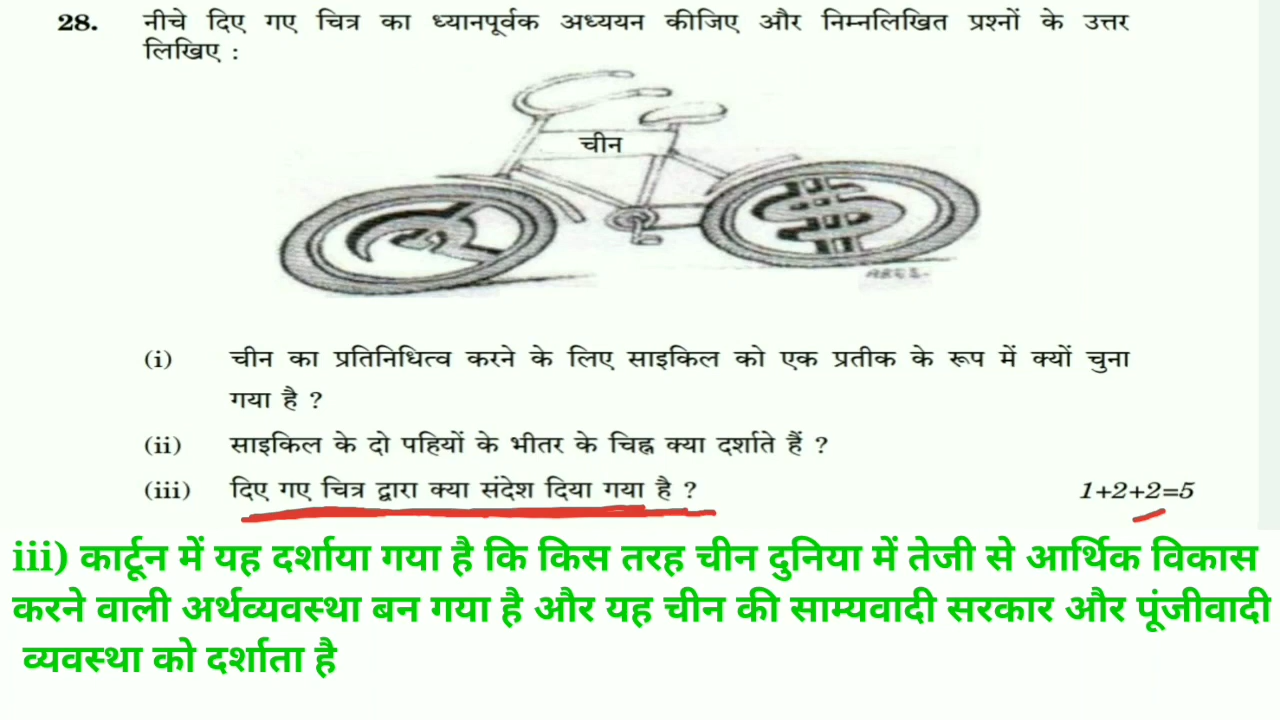 28. नीचे दिए गए चित्र का ध्यानपूर्वक अध्ययन कीजिए और निम्नलिखित प्रश्नों के उत्तर
लिखिए :
चीन
ARES.
(i) चीन का प्रतिनिधित्व करने के लिए साइकिल को एक प्रतीक के रूप में क्यों चुना
गया है ?
(ii) साइकिल के दो पहियों के भीतर के चिह्न क्या दर्शाते हैं ?
(iii) दिए गए चित्र द्वारा क्या संदेश दिया गया है ? 1+2+2=5
iii) कार्टून में यह दर्शाया गया है कि किस तरह चीन दुनिया में तेजी से आर्थिक विकास
करने वाली अर्थव्यवस्था बन गया है और यह चीन की साम्यवादी सरकार और पूंजीवादी
व्यवस्था को दर्शाता है